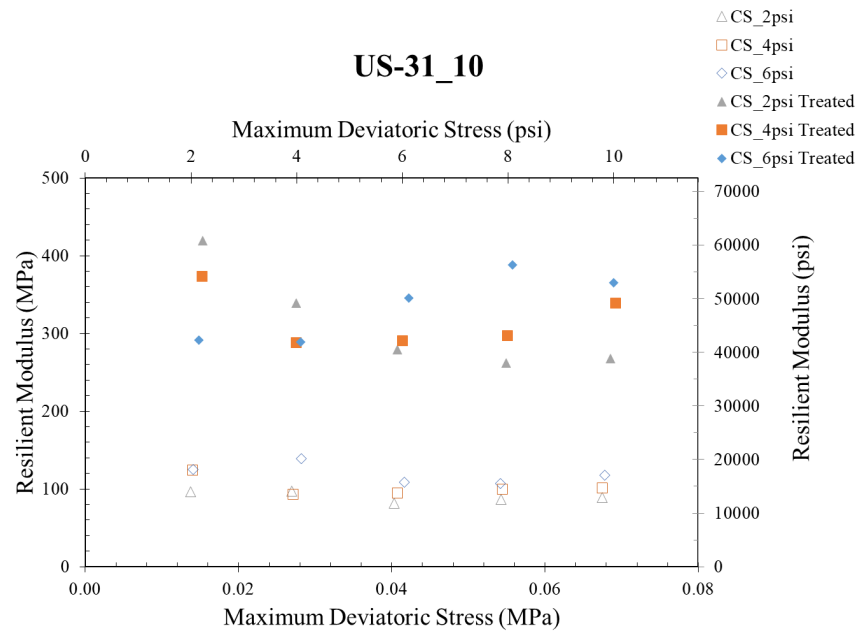 CS_2psi
CS_4psi
CS_6psi
CS_2psi Treated
CS_4psi Treated
CS_6psi Treated
US-31_10
Maximum Deviatoric Stress (psi)
0 2 4 6 8 10
500 70000
400 60000
300 50000
200 40000
100 30000
0 20000
10000
0
Resilient Modulus (MPa)
Resilient Modulus (psi)
0.00 0.02 0.04 0.06 0.08
Maximum Deviatoric Stress (MPa)